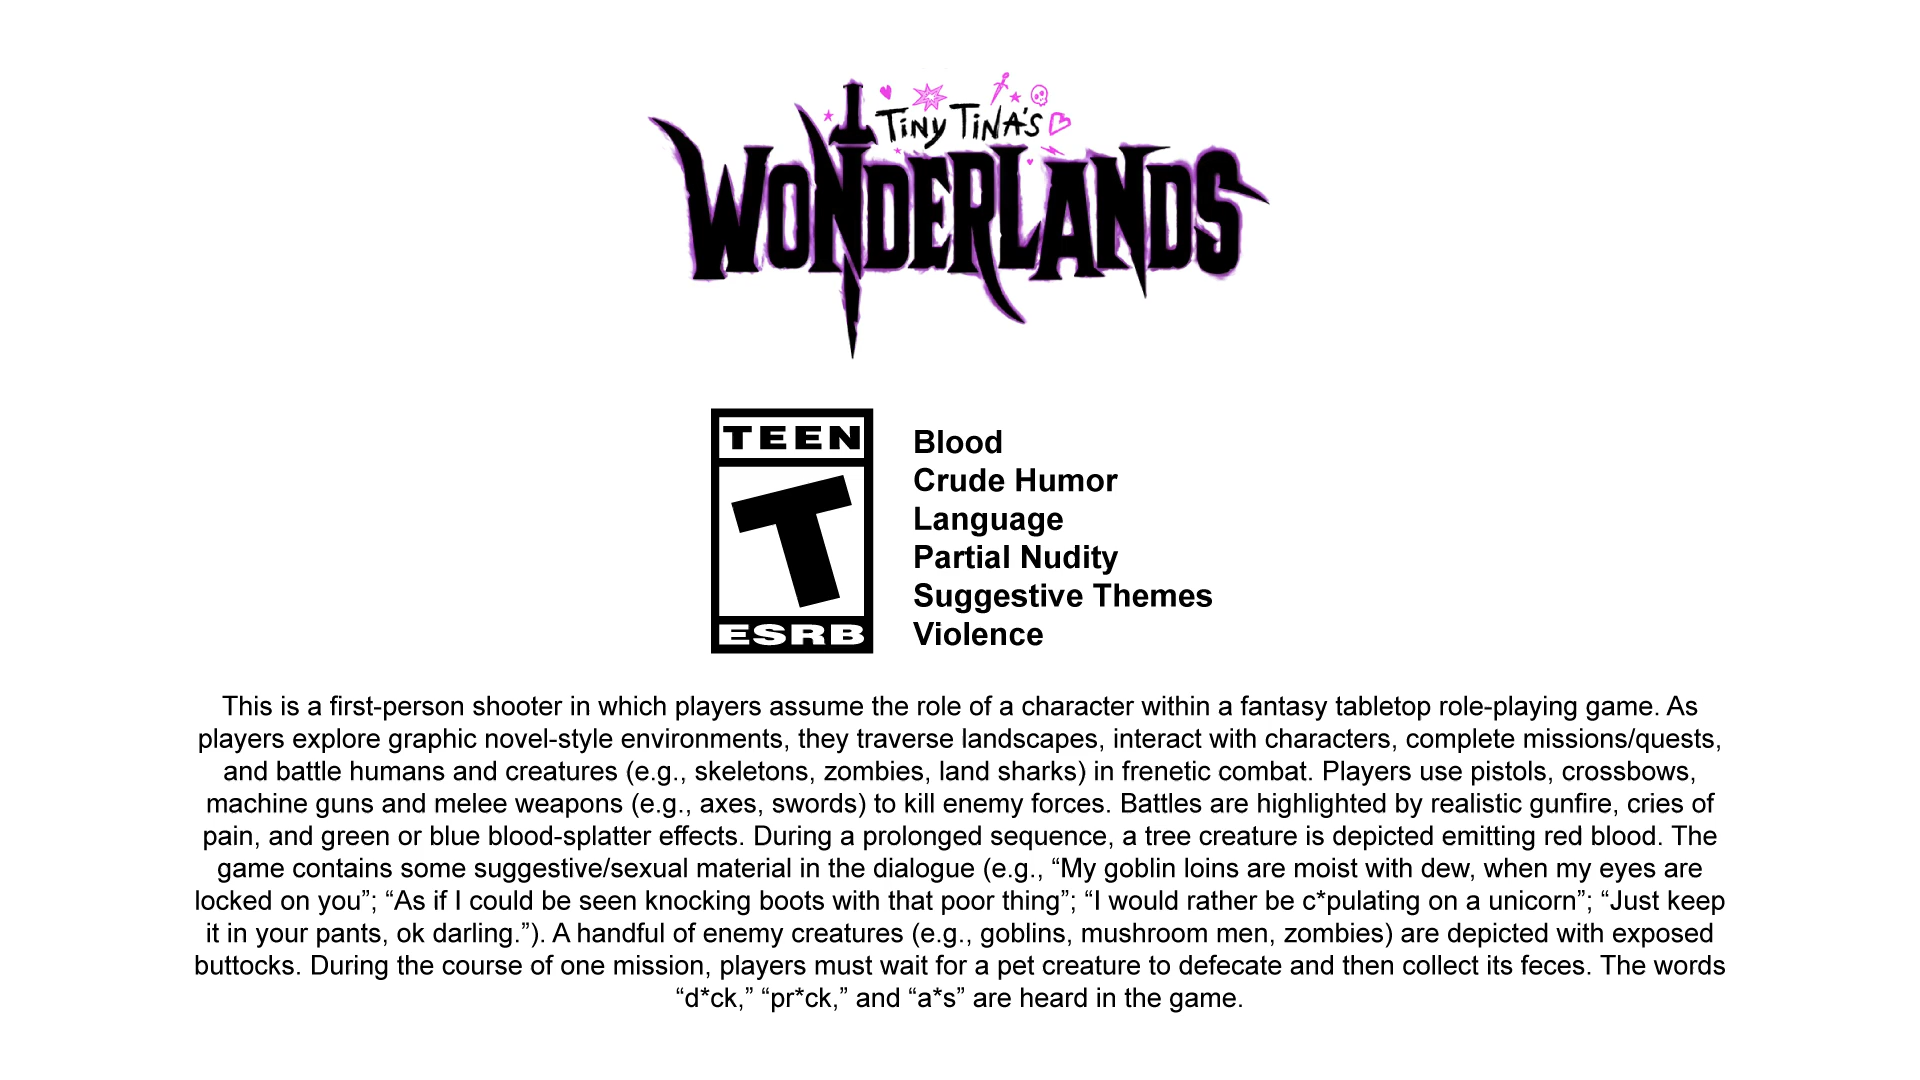 TiNY TiNA'S
WONDERLANDS
TEEN
T
ESRB
Blood
Crude Humor
Language
Partial Nudity
Suggestive Themes
Violence
This is a first-person shooter in which players assume the role of a character within a fantasy tabletop role-playing game. As
players explore graphic novel-style environments, they traverse landscapes, interact with characters, complete missions/quests,
and battle humans and creatures (e.g., skeletons, zombies, land sharks) in frenetic combat. Players use pistols, crossbows,
machine guns and melee weapons (e.g., axes, swords) to kill enemy forces. Battles are highlighted by realistic gunfire, cries of
pain, and green or blue blood-splatter effects. During a prolonged sequence, a tree creature is depicted emitting red blood. The
game contains some suggestive/sexual material in the dialogue (e.g., “My goblin loins are moist with dew, when my eyes are
locked on you”; “As if I could be seen knocking boots with that poor thing”; “I would rather be c*pulating on a unicorn”; “Just keep
it in your pants, ok darling.”). A handful of enemy creatures (e.g., goblins, mushroom men, zombies) are depicted with exposed
buttocks. During the course of one mission, players must wait for a pet creature to defecate and then collect its feces. The words
“d*ck,” “pr*ck,” and “a*s” are heard in the game.